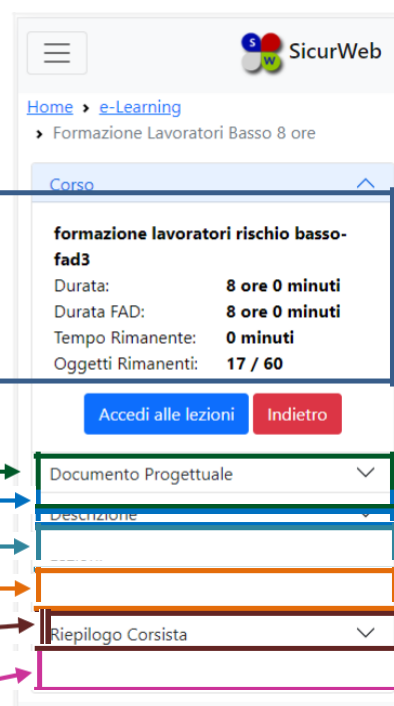 SicurWeb
Home › e-Learning
› Formazione Lavoratori Basso 8 ore
Corso
formazione lavoratori rischio basso-
fad3
Durata: 8 ore 0 minuti
Durata FAD: 8 ore 0 minuti
Tempo Rimanente: 0 minuti
Oggetti Rimanenti: 17 / 60
Accedi alle lezioni Indietro
Documento Progettuale
Descrizione
Riepilogo Corsista